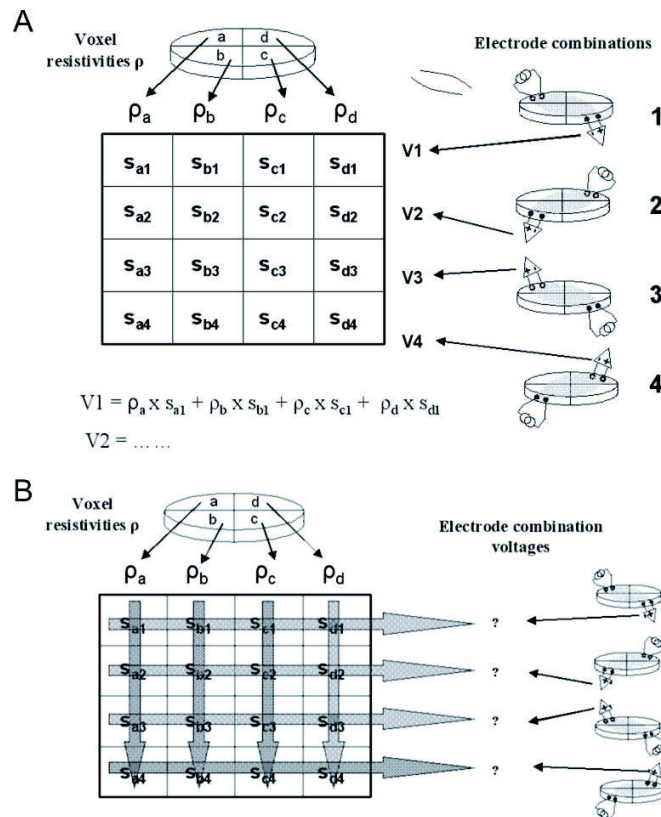 A
Voxel
resistivities ρ
a d
b c
Electrode combinations
ρa ρb ρc ρd
sa1 sb1 sc1 sd1
sa2 sb2 sc2 sd2
sa3 sb3 sc3 sd3
sa4 sb4 sc4 sd4
V1
V2
V3
V4
1
2
3
4
V1 = ρa x sa1 + ρb x sb1 + ρc x sc1 + ρd x sd1
V2 = ... ...
B
Voxel
resistivities ρ
a d
b c
Electrode combination
voltages
ρa ρb ρc ρd
sa1 sb1 sc1 sd1 ?
sa2 sb2 sc2 sd2 ?
sa3 sb3 sc3 sd3 ?
sa4 sb4 sc4 sd4 ?